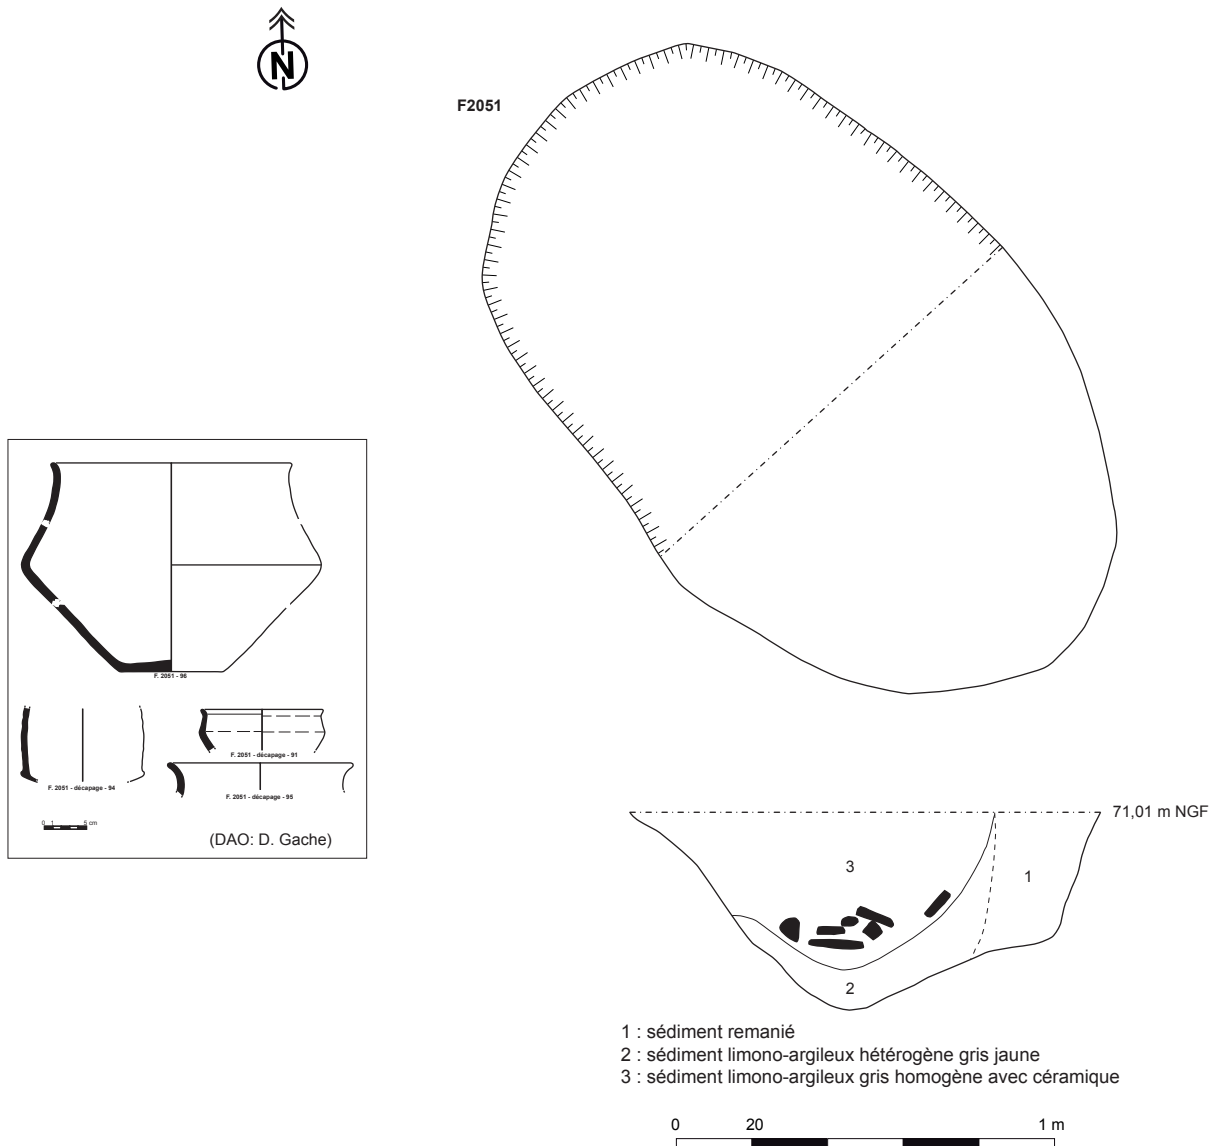 N
F2051
F. 2051 - 96
F. 2051 - décapage - 91
F. 2051 - décapage - 94
F. 2051 - décapage - 95
0 1 5 cm
(DAO: D. Gache)
71,01 m NGF
3
1
2
1 : sédiment remanié
2 : sédiment limono-argileux hétérogène gris jaune
3 : sédiment limono-argileux gris homogène avec céramique
0 20 1 m